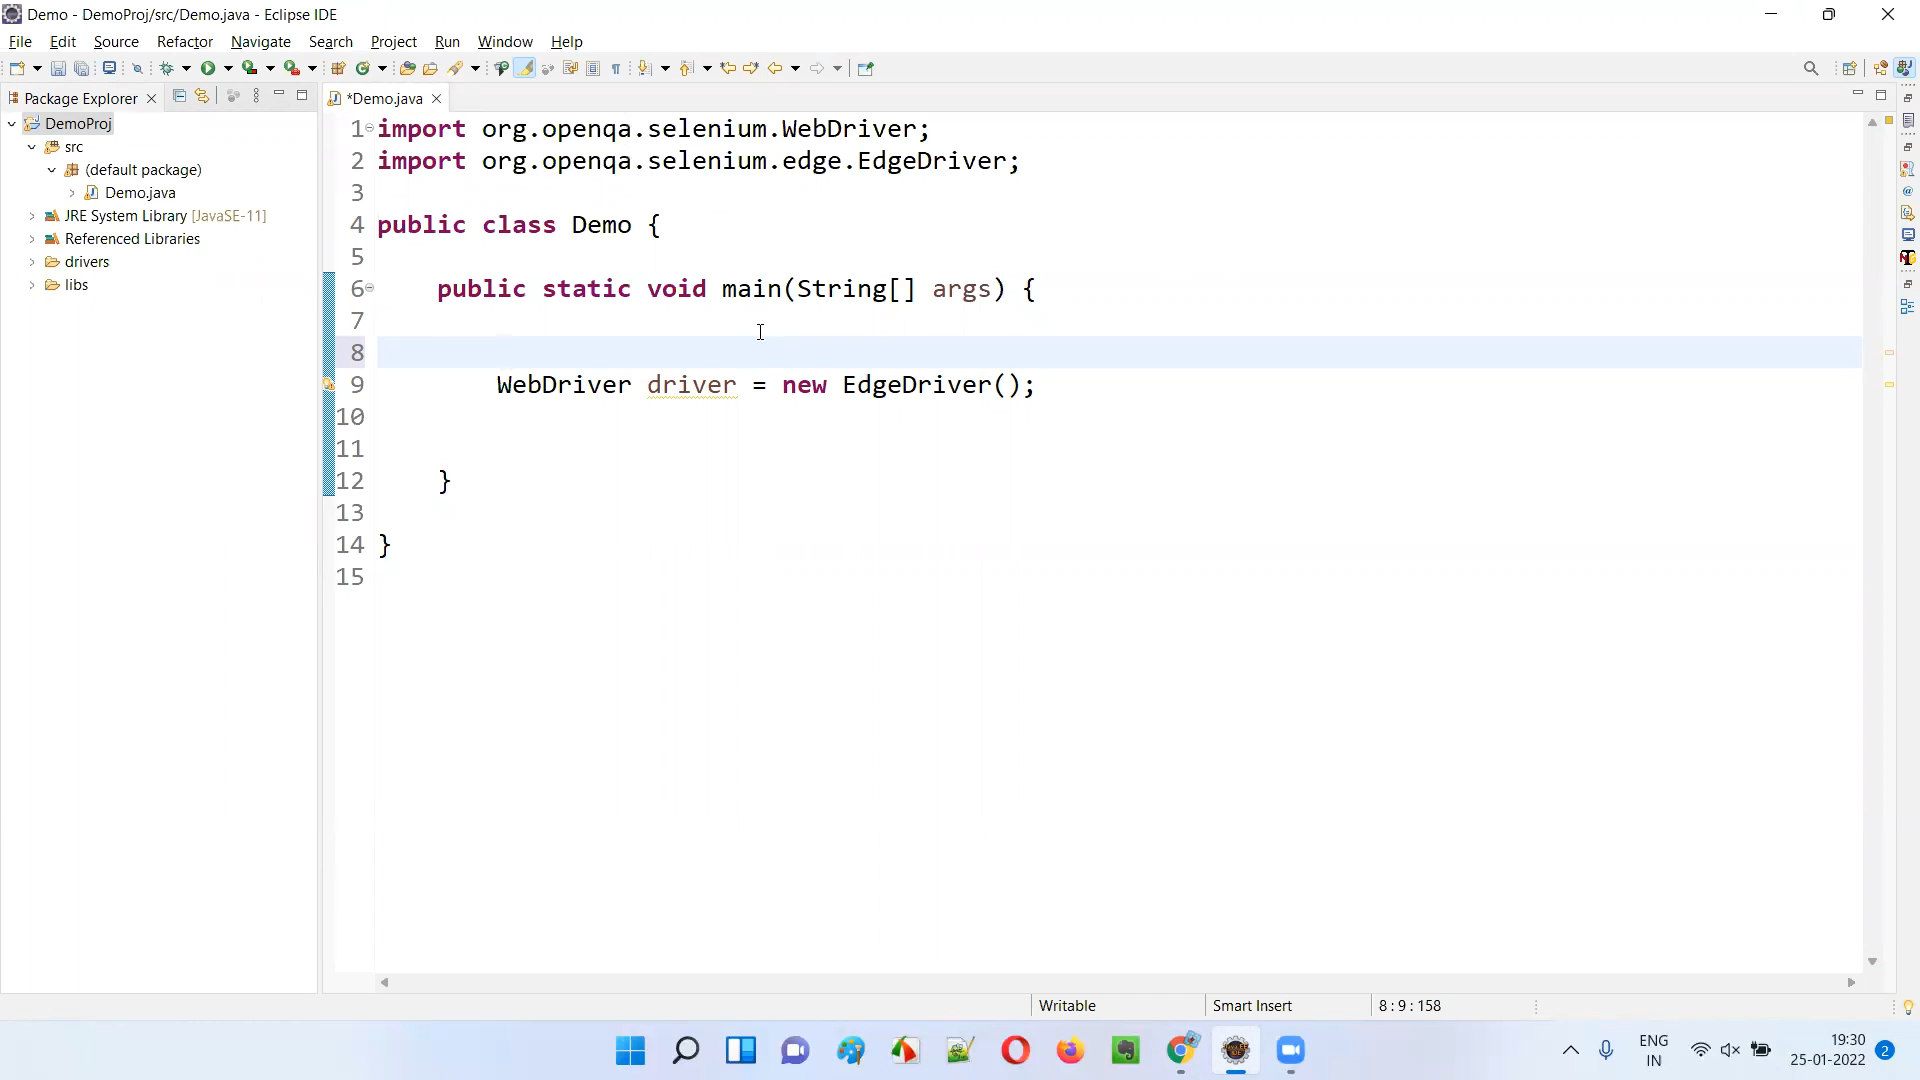 Demo - DemoProj/src/Demo.java - Eclipse IDE
File Edit Source Refactor Navigate Search Run Project Run Window Help
Package Explorer
*Demo.java
DemoProj
src
(default package)
Demo.java
JRE System Library [JavaSE-11]
Referenced Libraries
drivers
libs
1 import org.openqa.selenium.WebDriver;
2 import org.openqa.selenium.edge.EdgeDriver;
3
4 public class Demo {
5
6 public static void main(String[] args) {
7
8
9 WebDriver driver = new EdgeDriver();
10
11
12 }
13
14 }
15
Writable
Smart Insert
8 : 9 : 158
ENG
IN
19:30
25-01-2022
2